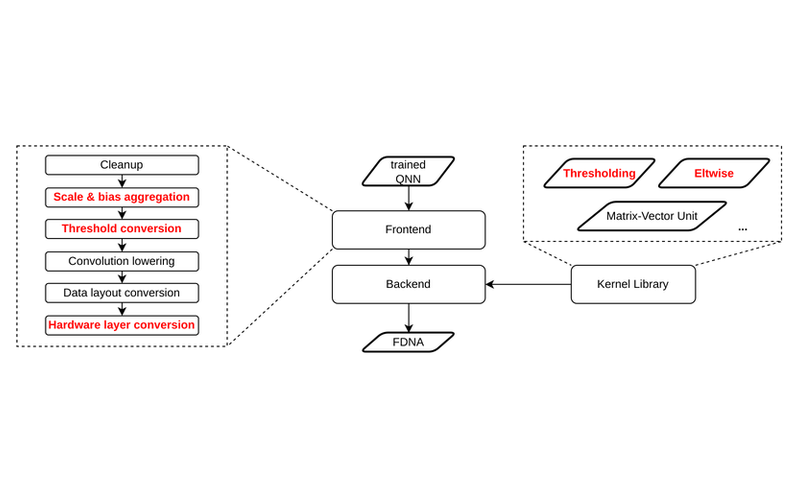 Cleanup
Scale & bias aggregation
Threshold conversion
Convolution lowering
Data layout conversion
Hardware layer conversion
trained
QNN
Frontend
Backend
FDNA
Thresholding
Eltwise
Matrix-Vector Unit
...
Kernel Library